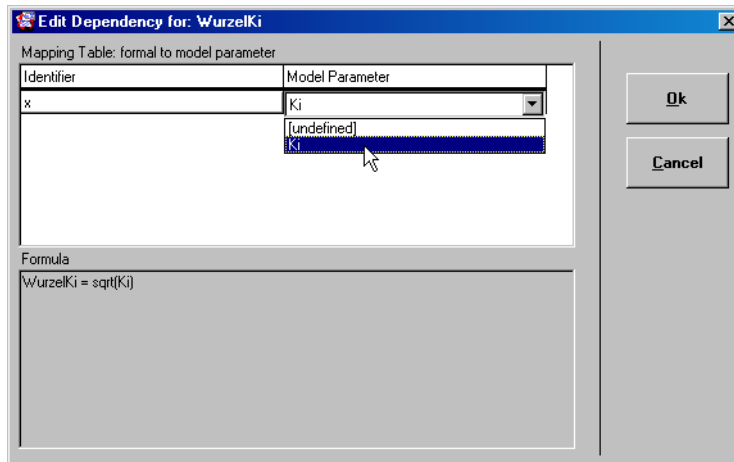 Edit Dependency for: WurzelKi
Mapping Table: formal to model parameter
Identifier Model Parameter
x Ki
[undefined]
Ki
Ok
Cancel
Formula
WurzelKi = sqrt(Ki)